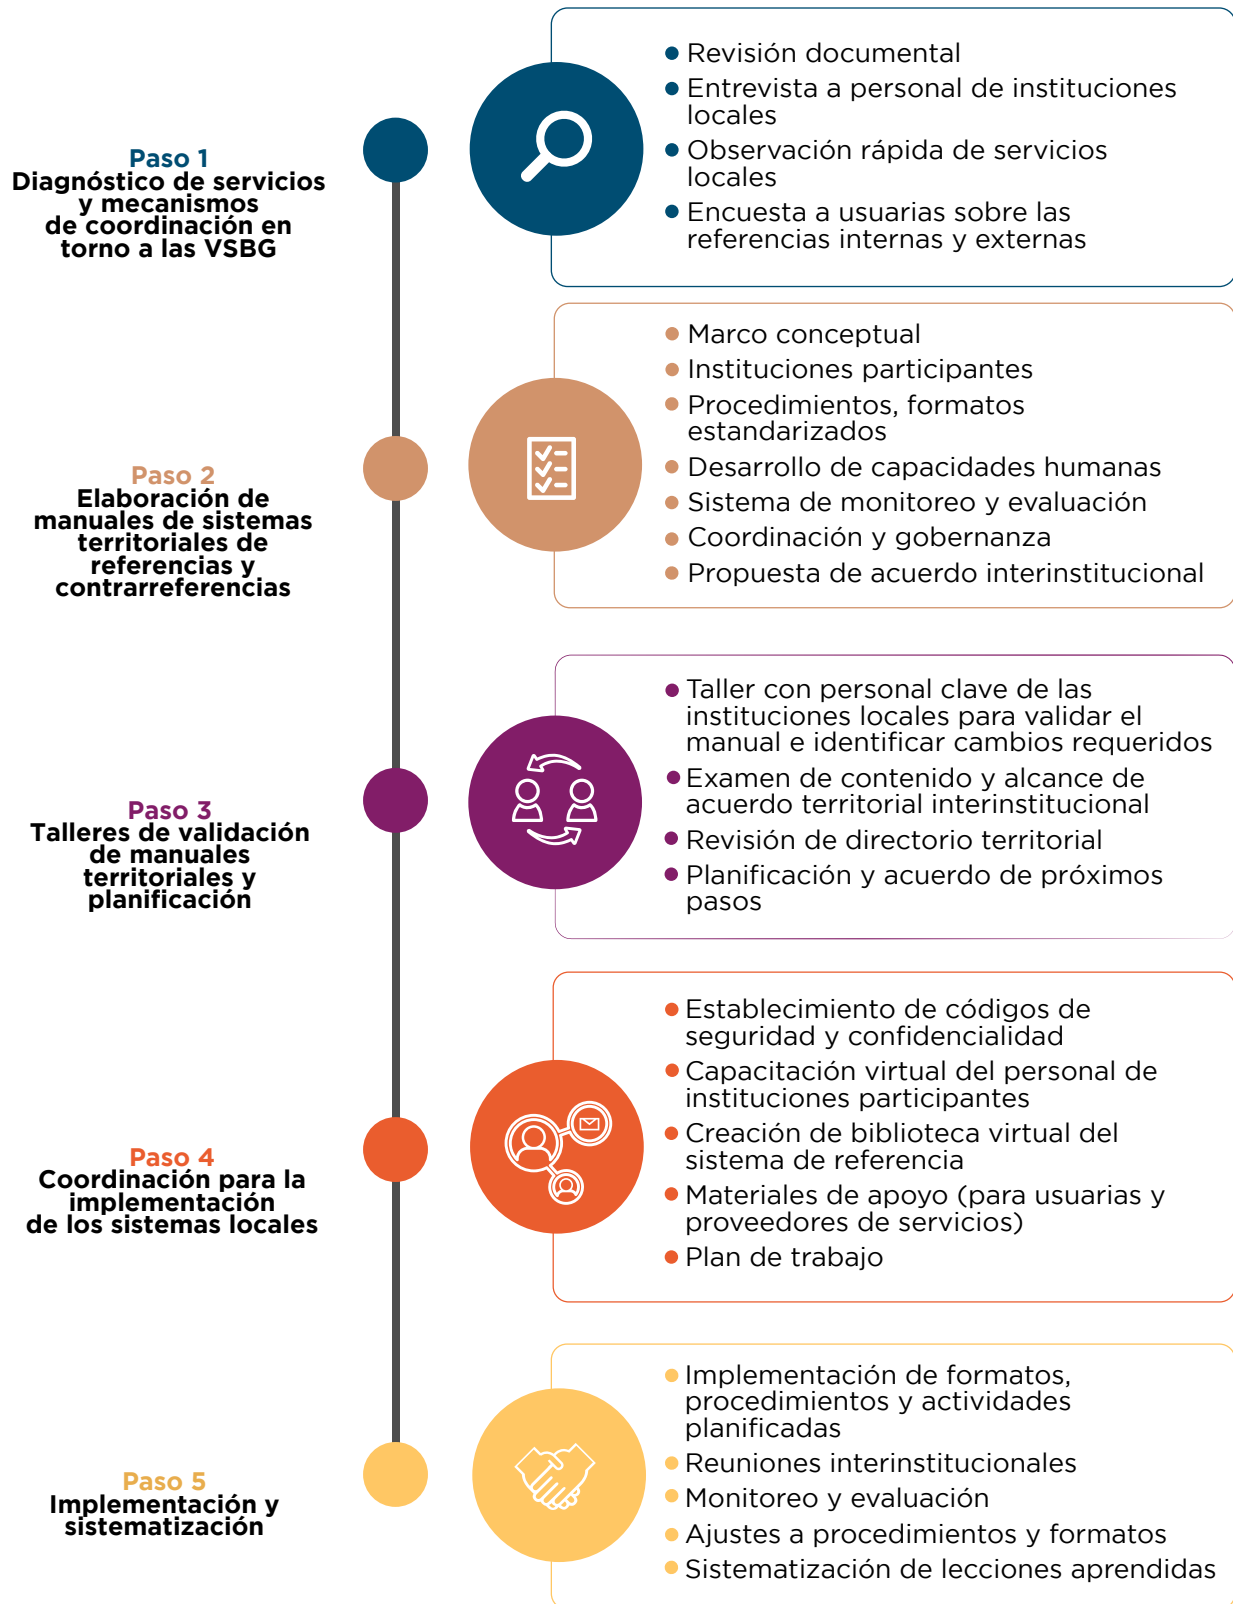 Paso 1
Diagnóstico de servicios
y mecanismos
de coordinación en
torno a las VSBG
Revisión documental
Entrevista a personal de instituciones
locales
Observación rápida de servicios
locales
Encuesta a usuarias sobre las
referencias internas y externas
Paso 2
Elaboración de
manuales de sistemas
territoriales de
referencias y
contrarreferencias
Marco conceptual
Instituciones participantes
Procedimientos, formatos
estandarizados
Desarrollo de capacidades humanas
Sistema de monitoreo y evaluación
Coordinación y gobernanza
Propuesta de acuerdo interinstitucional
Paso 3
Talleres de validación
de manuales
territoriales y
planificación
Taller con personal clave de las
instituciones locales para validar el
manual e identificar cambios requeridos
Examen de contenido y alcance de
acuerdo territorial interinstitucional
Revisión de directorio territorial
Planificación y acuerdo de próximos
pasos
Paso 4
Coordinación para la
implementación
de los sistemas locales
Establecimiento de códigos de
seguridad y confidencialidad
Capacitación virtual del personal de
instituciones participantes
Creación de biblioteca virtual del
sistema de referencia
Materiales de apoyo (para usuarias y
proveedores de servicios)
Plan de trabajo
Paso 5
Implementación y
sistematización
Implementación de formatos,
procedimientos y actividades
planificadas
Reuniones interinstitucionales
Monitoreo y evaluación
Ajustes a procedimientos y formatos
Sistematización de lecciones aprendidas